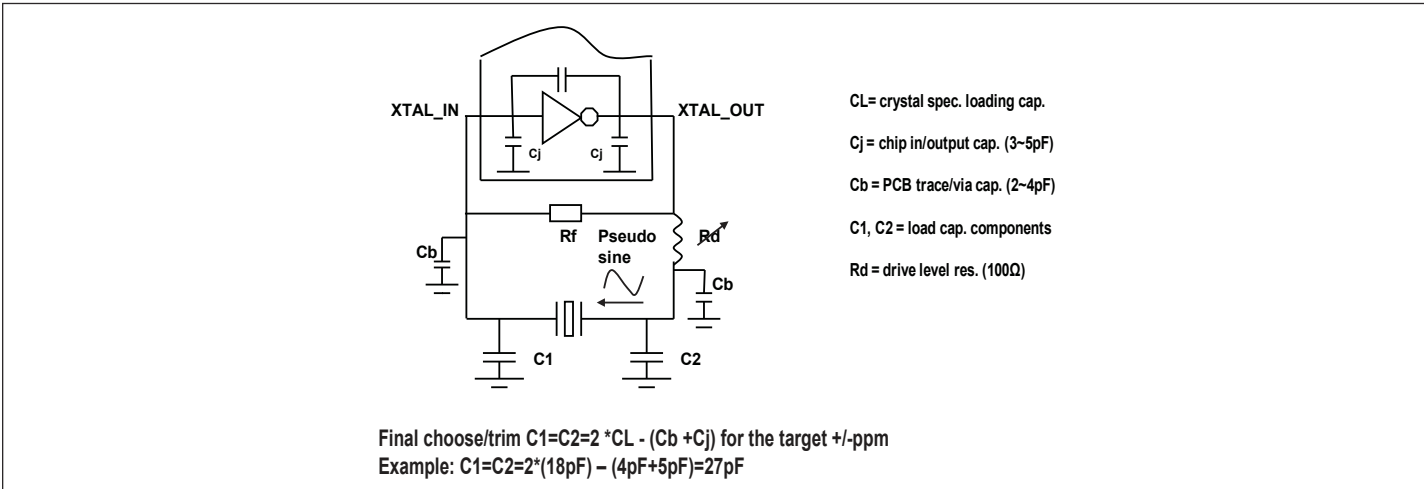 XTAL_IN
XTAL_OUT
Cj
Cj
Rf
Pseudo
sine
Rd
Cb
Cb
C1
C2
CL= crystal spec. loading cap.
Cj = chip in/output cap. (3~5pF)
Cb = PCB trace/via cap. (2~4pF)
C1, C2 = load cap. components
Rd = drive level res. (100Ω)
Final choose/trim C1=C2=2 *CL - (Cb +Cj) for the target +/-ppm
Example: C1=C2=2*(18pF) – (4pF+5pF)=27pF